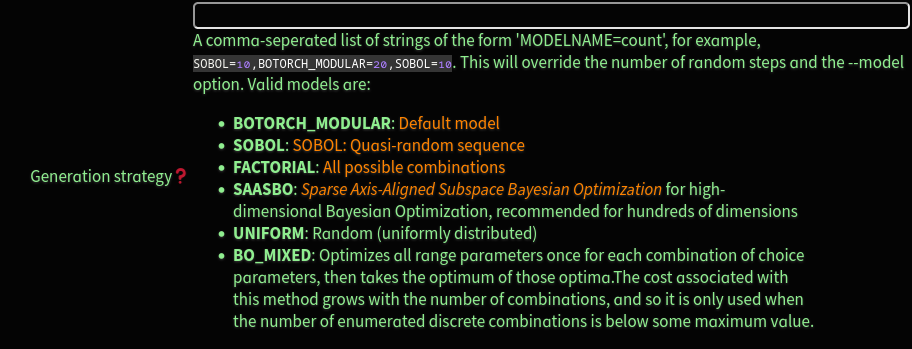 A comma-seperated list of strings of the form 'MODELNAME=count', for example,
SOBOL=10,BOTORCH_MODULAR=20,SOBOL=10. This will override the number of random steps and the --model
option. Valid models are:
• BOTORCH_MODULAR: Default model
• SOBOL: SOBOL: Quasi-random sequence
• FACTORIAL: All possible combinations
Generation strategy❓
• SAASBO: Sparse Axis-Aligned Subspace Bayesian Optimization for high-
dimensional Bayesian Optimization, recommended for hundreds of dimensions
• UNIFORM: Random (uniformly distributed)
• BO_MIXED: Optimizes all range parameters once for each combination of choice
parameters, then takes the optimum of those optima.The cost associated with
this method grows with the number of combinations, and so it is only used when
the number of enumerated discrete combinations is below some maximum value.